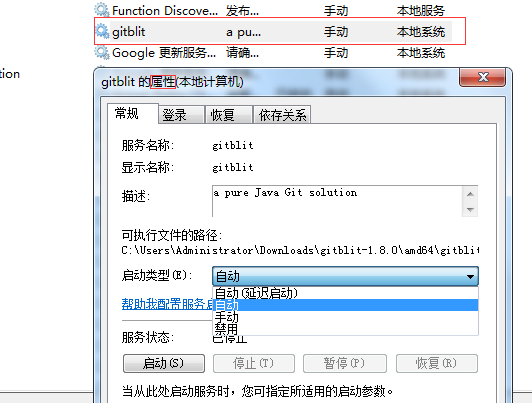 Function Discove... 发布... 手动 本地服务
gitblit a pu... 手动 本地系统
Google 更新服务... 请确... 手动 本地系统
tion
gitblit 的属性(本地计算机)
常规 登录 恢复 依存关系
服务名称: gitblit
显示名称: gitblit
描述: a pure Java Git solution
可执行文件的路径:
C:\Users\Administrator\Downloads\gitblit-1.8.0\amd64\gitblit
启动类型(E): 自动
自动(延迟启动)
帮助我配置服务启 自动
手动
禁用
服务状态: 已停止
启动(S) 停止(T) 暂停(P) 恢复(R)
当从此处启动服务时，您可指定所适用的启动参数。